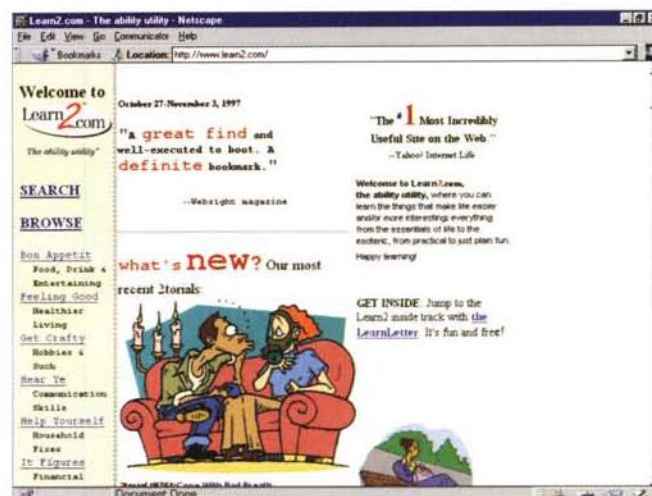 Learn2.com - The ability utility - Netscape
File Edit View Go Communicator Help
Bookmarks Location: http://www.learn2.com/
Welcome to
Learn2.com
The ability utility"
SEARCH
BROWSE
Bon Appetit
Food, Drink &
Entertaining
Feeling Good
Healthier
Living
Get Crafty
Hobbies &
Such
Hear Ye
Communication
Skills
Help Yourself
Household
Fixes
It Figures
Financial
October 27-November 3, 1997
"A great find and
well-executed to boot. A
definite bookmark."
--Websight magazine
what's new? Our most
recent 2torials:
"The #1 Most Incredibly
Useful Site on the Web."
--Yahoo! Internet Life
Welcome to Learn2.com,
the ability utility, where you can
learn the things that make life easier
and/or more interesting: everything
from the essentials of life to the
esoteric, from practical to just plain fun.
Happy learning!
GET INSIDE: Jump to the
Learn2 inside track with the
LearnLetter. It's fun and free!
Cope With Bad Breath
Document Done